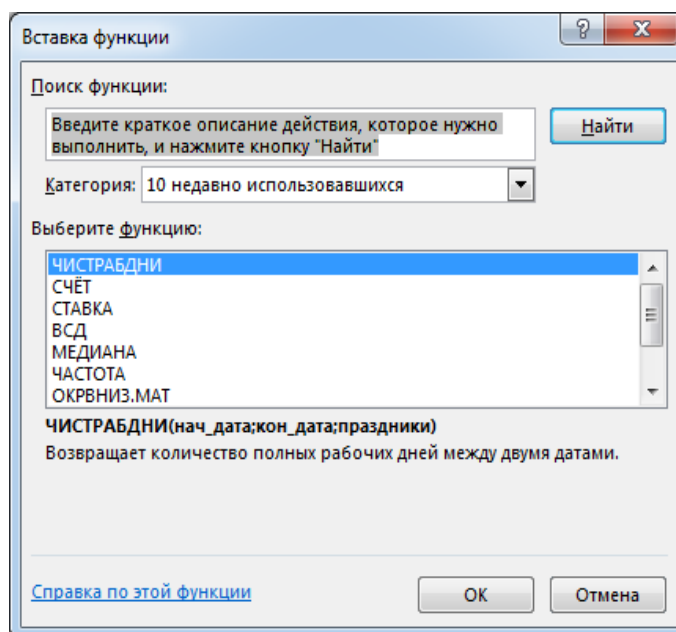 Вставка функции
Поиск функции:
Введите краткое описание действия, которое нужно
выполнить, и нажмите кнопку "Найти"
Найти
Категория: 10 недавно использовавшихся
Выберите функцию:
ЧИСТРАБДНИ
СЧЁТ
СТАВКА
ВСД
МЕДИАНА
ЧАСТОТА
ОКРВНИЗ.МАТ
ЧИСТРАБДНИ(нач_дата;кон_дата;праздники)
Возвращает количество полных рабочих дней между двумя датами.
Справка по этой функции
ОК
Отмена